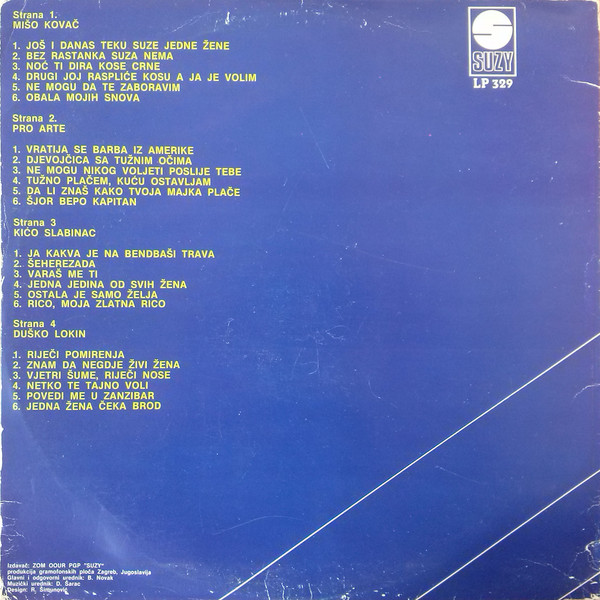 Strana 1.
MIŠO KOVAČ
1. JOŠ I DANAS TEKU SUZE JEDNE ŽENE
2. BEZ RASTANKA SUZA NEMA
3. NOĆ TI DIRA KOSE CRNE
4. DRUGI JOJ RASPLIĆE KOSU A JA JE VOLIM
5. NE MOGU DA TE ZABORAVIM
6. OBALA MOJIH SNOVA
Strana 2.
PRO ARTE
1. VRATIJA SE BARBA IZ AMERIKE
2. DJEVOJČICA SA TUŽNIM OČIMA
3. NE MOGU NIKOG VOLJETI POSLIJE TEBE
4. TUŽNO PLAČEM, KUĆU OSTAVLJAM
5. DA LI ZNAŠ KAKO TVOJA MAJKA PLAČE
6. ŠJOR BEPO KAPITAN
Strana 3
KIĆO SLABINAC
1. JA KAKVA JE NA BENDBAŠI TRAVA
2. ŠEHEREZADA
3. VARAŠ ME TI
4. JEDNA JEDINA OD SVIH ŽENA
5. OSTALA JE SAMO ŽELJA
6. RICO, MOJA ZLATNA RICO
Strana 4
DUŠKO LOKIN
1. RIJEČI POMIRENJA
2. ZNAM DA NEGDJE ŽIVI ŽENA
3. VJETRI ŠUME, RIJEČI NOSE
4. NETKO TE TAJNO VOLI
5. POVEDI ME U ZANZIBAR
6. JEDNA ŽENA ČEKA BROD
SUZY
LP 329
Izdavač: ZOM OOUR PGP "SUZY"
produkcija gramofonskih ploča Zagreb, Jugoslavija
Glavni i odgovorni urednik: B. Novak
Muzički urednik: D. Šarac
Design: R. Šimunović